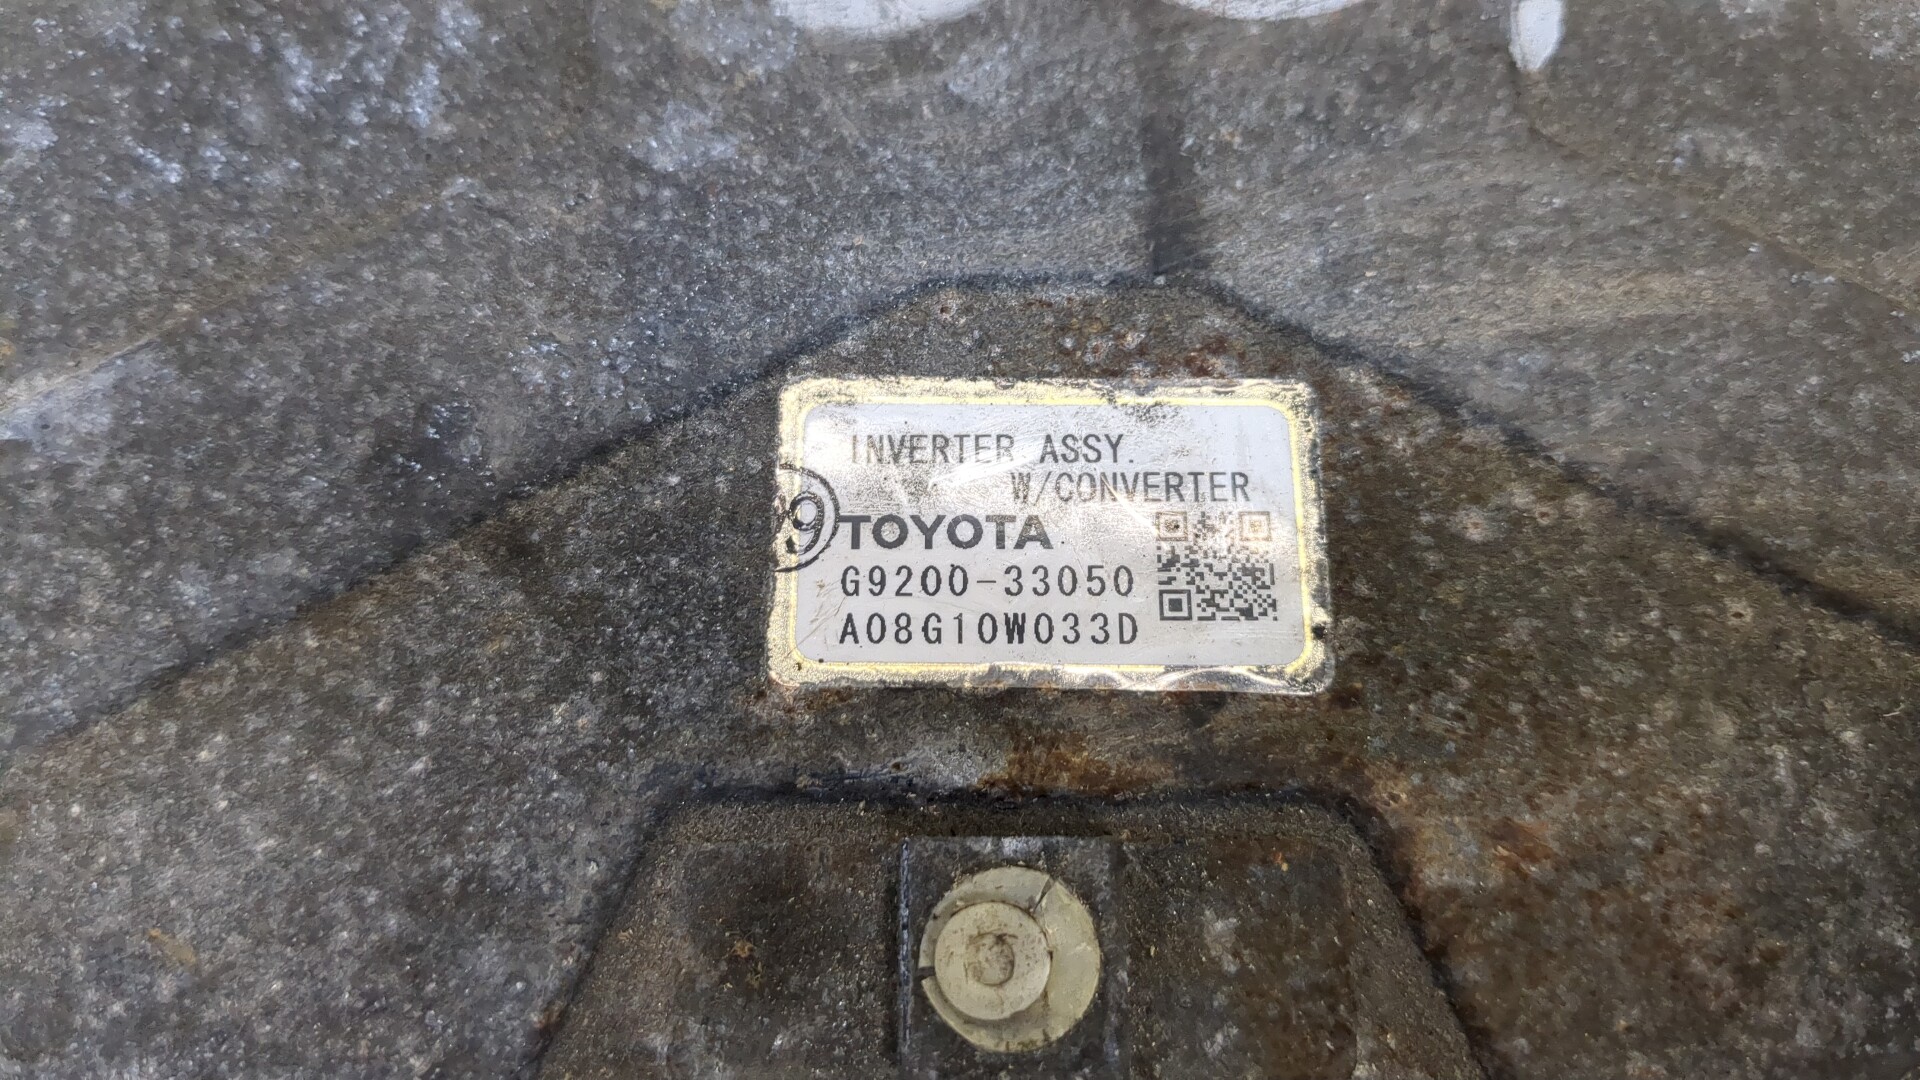 INVERTER ASSY.
W/CONVERTER
TOYOTA
G9200-33050
A08G10W033D